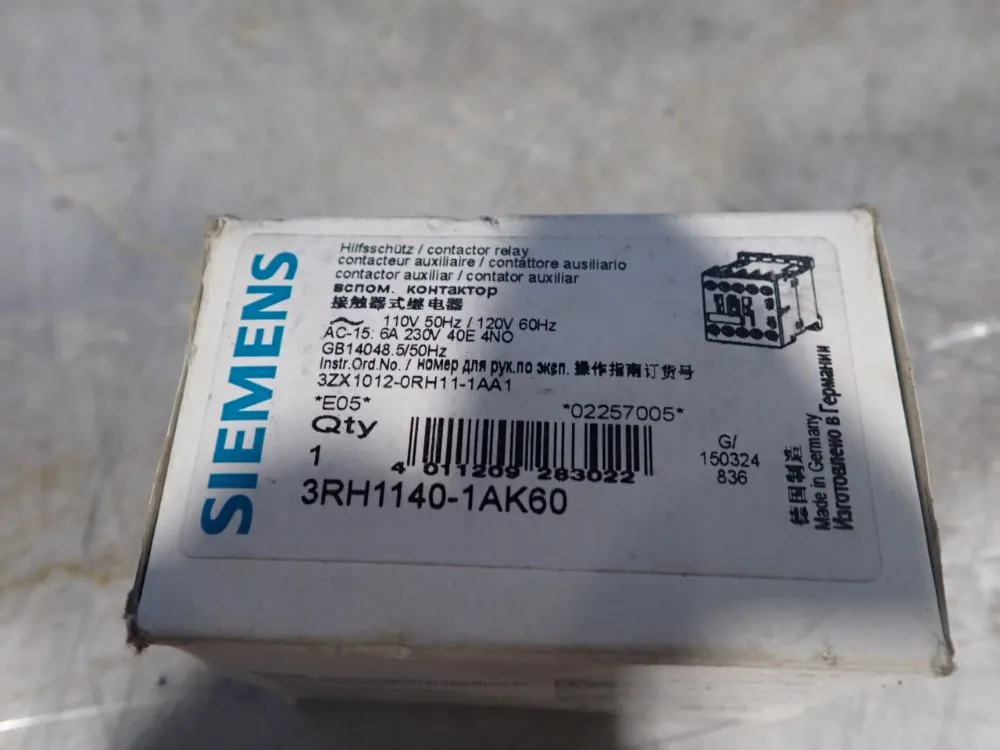 SIEMENS
Hilfsschütz / contactor relay
contacteur auxiliaire / contattore ausiliario
contactor auxiliar / contator auxiliar
вспом. контактор
接触器式继电器
110V 50Hz / 120V 60Hz
AC-15: 6A 230V 40E 4NO
GB14048.5/50Hz
Instr.Ord.No. / номер для рук.по эксп. 操作指南订货号
3ZX1012-0RH11-1AA1
*E05* *02257005*
Qty
1
4 011209 283022
3RH1140-1AK60
G/
150324
836
德国制造
Made in Germany
Изготовлено в Германии